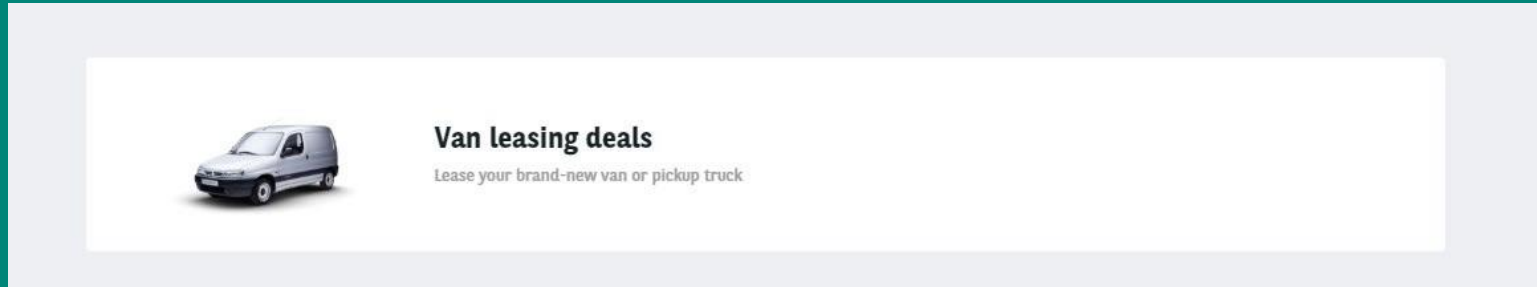 Van leasing deals
Lease your brand-new van or pickup truck